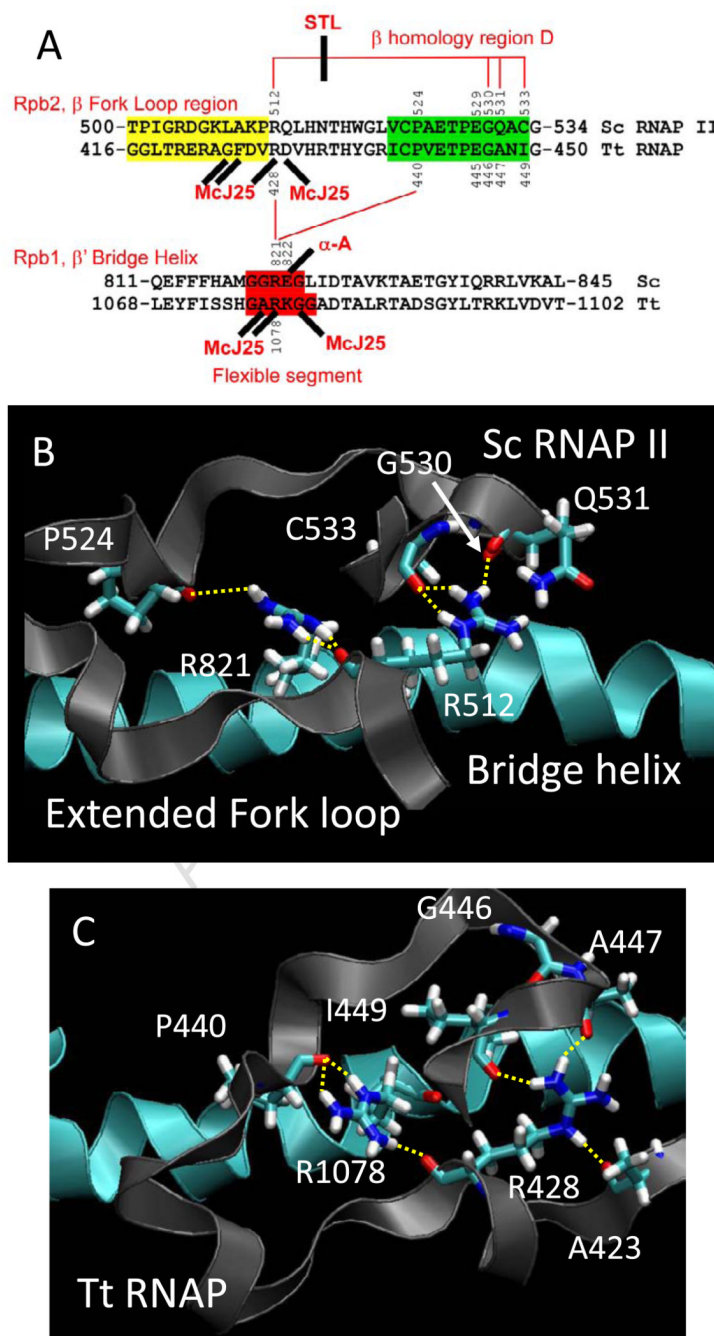 A
STL
β homology region D
Rpb2, β Fork Loop region
512
524
529
530
531
533
500-TPIGRDGKLAKPRQLHNTHWGLVCPAETPEGQACG- 534 Sc RNAP II
416-GGLTRERAGFDVRDVHRTHYGRICPVETPEGANIG- 450 Tt RNAP
McJ25
428
McJ25
440
445
446
447
449
Rpb1, β' Bridge Helix
821
822
α-A
811-QEFFFHAMGGREGLIDTAVKTAETGYIQRRLVKAL-845 Sc
1068-LEYFISSHGARKGGADTALRTADSGYLTRKLVDVT-1102 Tt
McJ25
1078
McJ25
Flexible segment
B
Sc RNAP II
G530
Q531
C533
P524
R821
R512
Bridge helix
Extended Fork loop
C
G446
A447
I449
P440
R1078
R428
A423
Tt RNAP